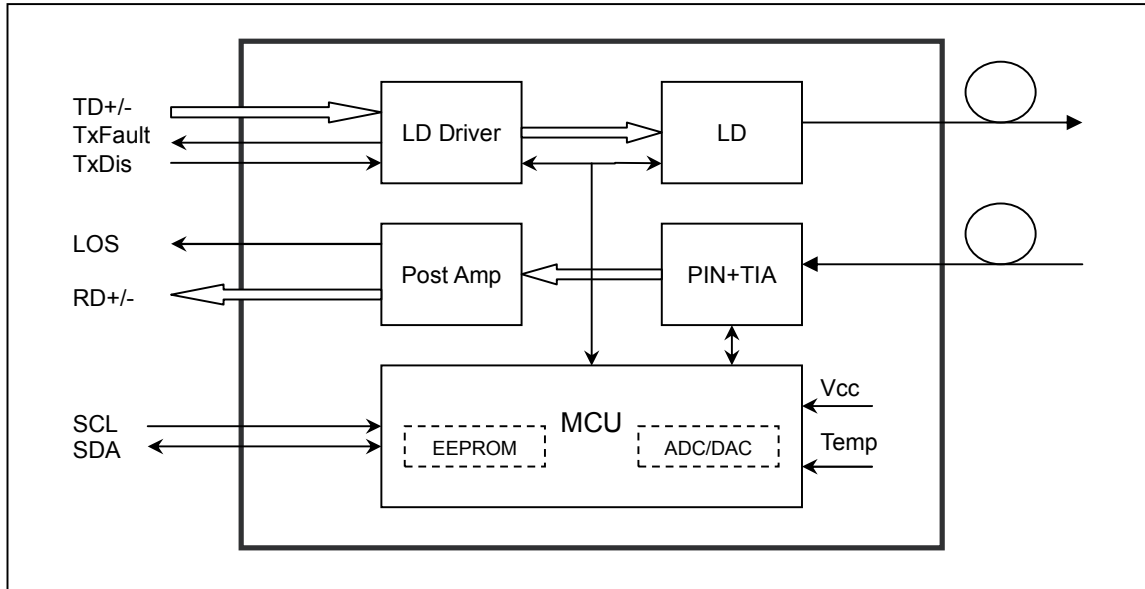 TD+/-
TxFault
TxDis
LD Driver
LD
LOS
RD+/-
Post Amp
PIN+TIA
SCL
SDA
MCU
EEPROM
ADC/DAC
Vcc
Temp